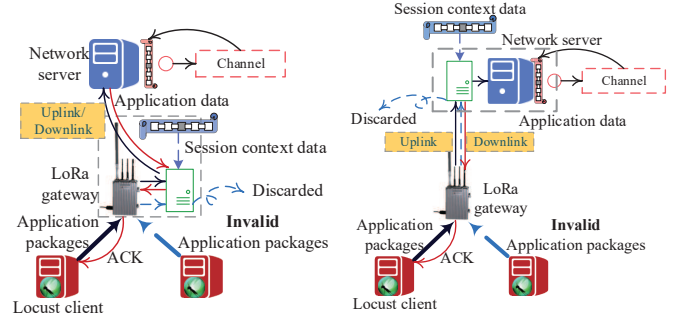 Network
server
Channel
Application data
Uplink/
Downlink
Session context data
LoRa
gateway
Discarded
Application
packages
Invalid
Application packages
ACK
Locust client
Session context data
Network server
Channel
Discarded
Application data
Uplink
Downlink
LoRa
gateway
Application
packages
Invalid
Application packages
ACK
Locust client